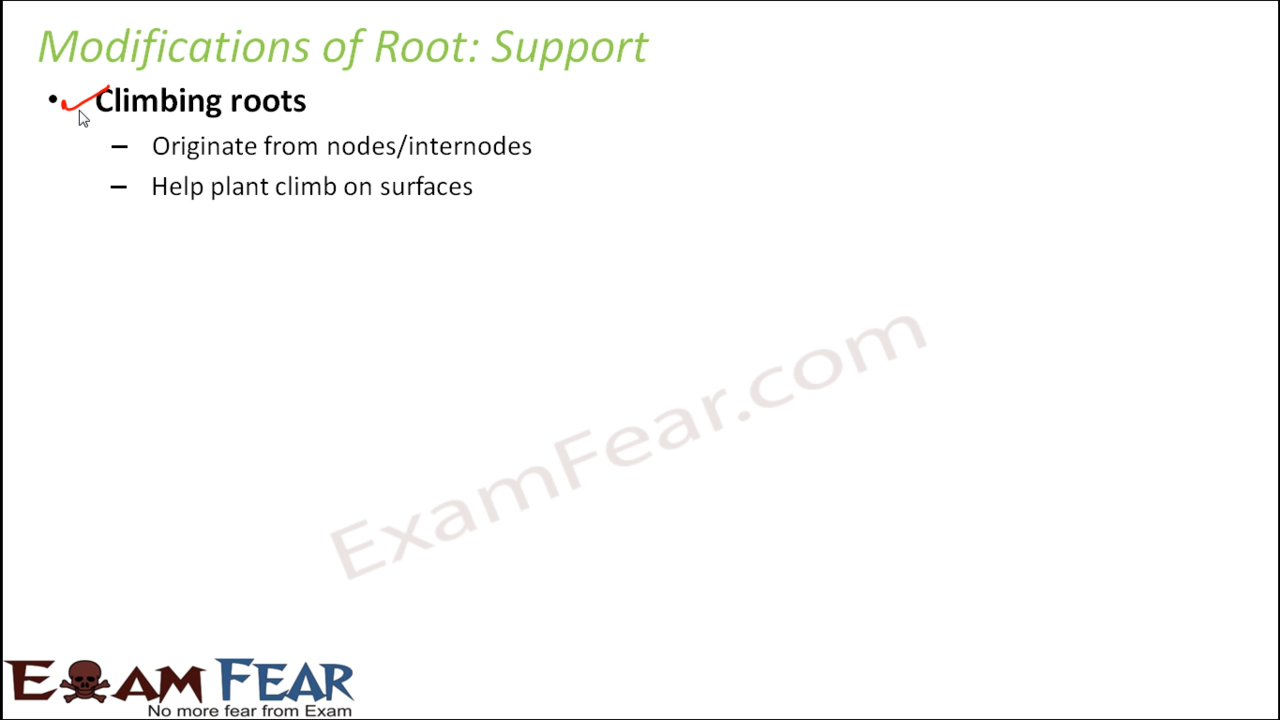 Modifications of Root: Support
• Climbing roots
– Originate from nodes/internodes
– Help plant climb on surfaces
ExamFear.com
EXAM FEAR
No more fear from Exam